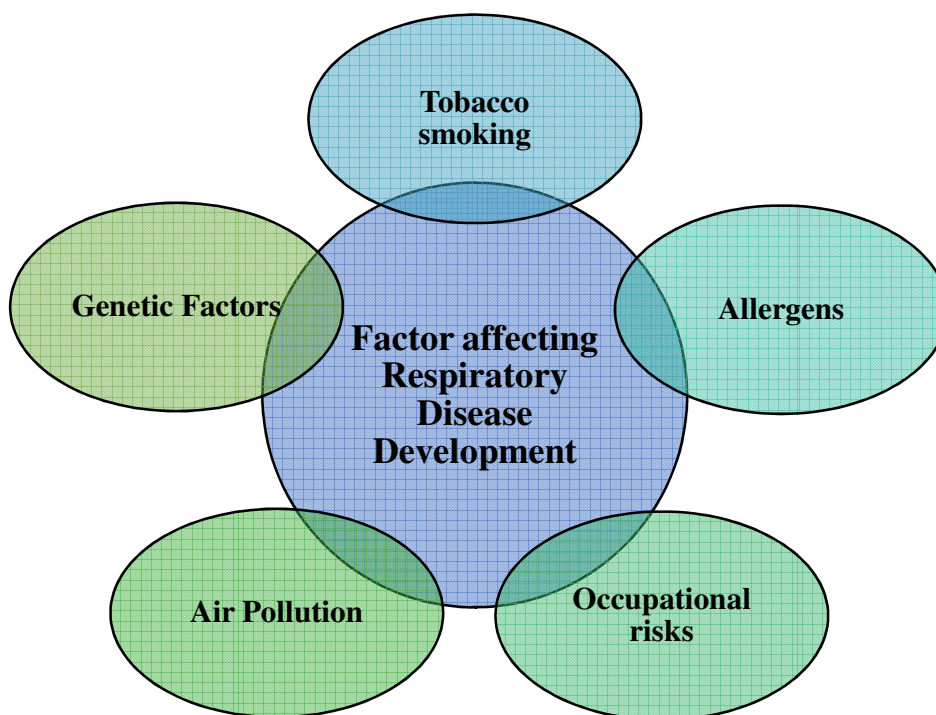 Tobacco
smoking
Genetic Factors
Allergens
Factor affecting
Respiratory
Disease
Development
Air Pollution
Occupational
risks